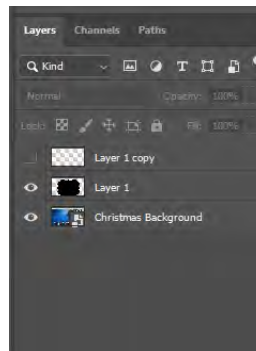 Layers Channels Paths
Kind T
Normal Opacity: 100%
Lock: Fill: 100%
Layer 1 copy
Layer 1
Christmas Background